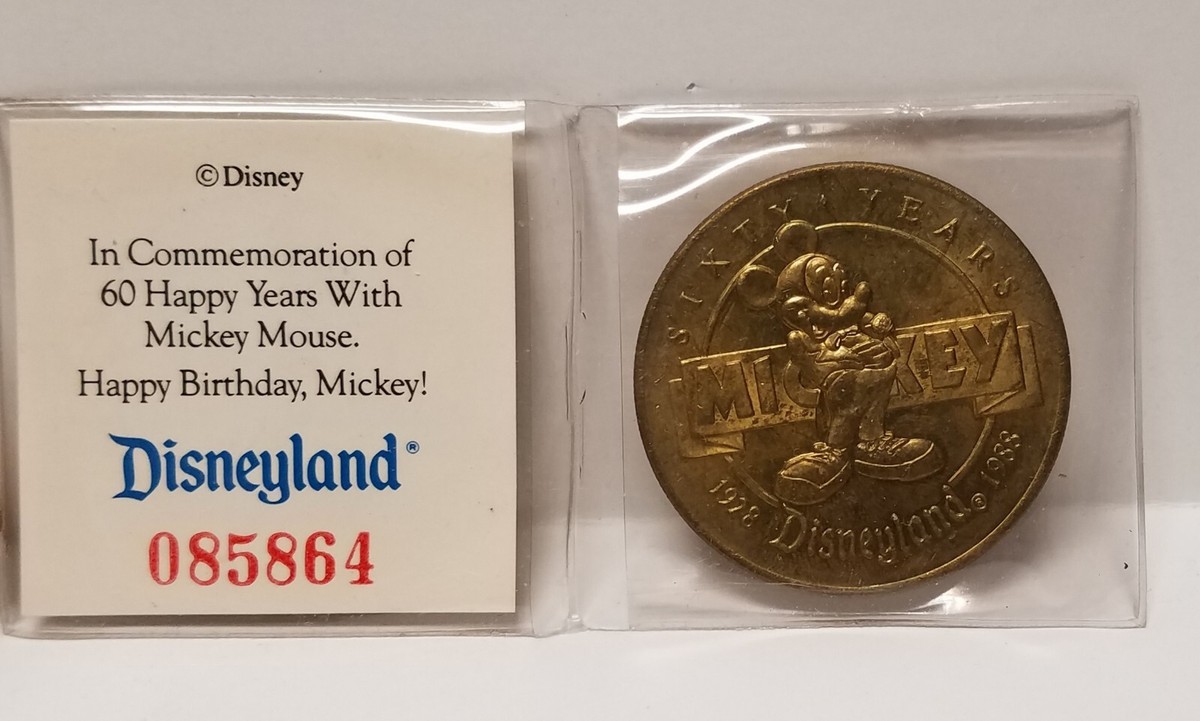 ©Disney
In Commemoration of
60 Happy Years With
Mickey Mouse.
Happy Birthday, Mickey!
Disneyland®
085864
SIXTY YEARS
MICKEY
1928 Disneyland® 1988